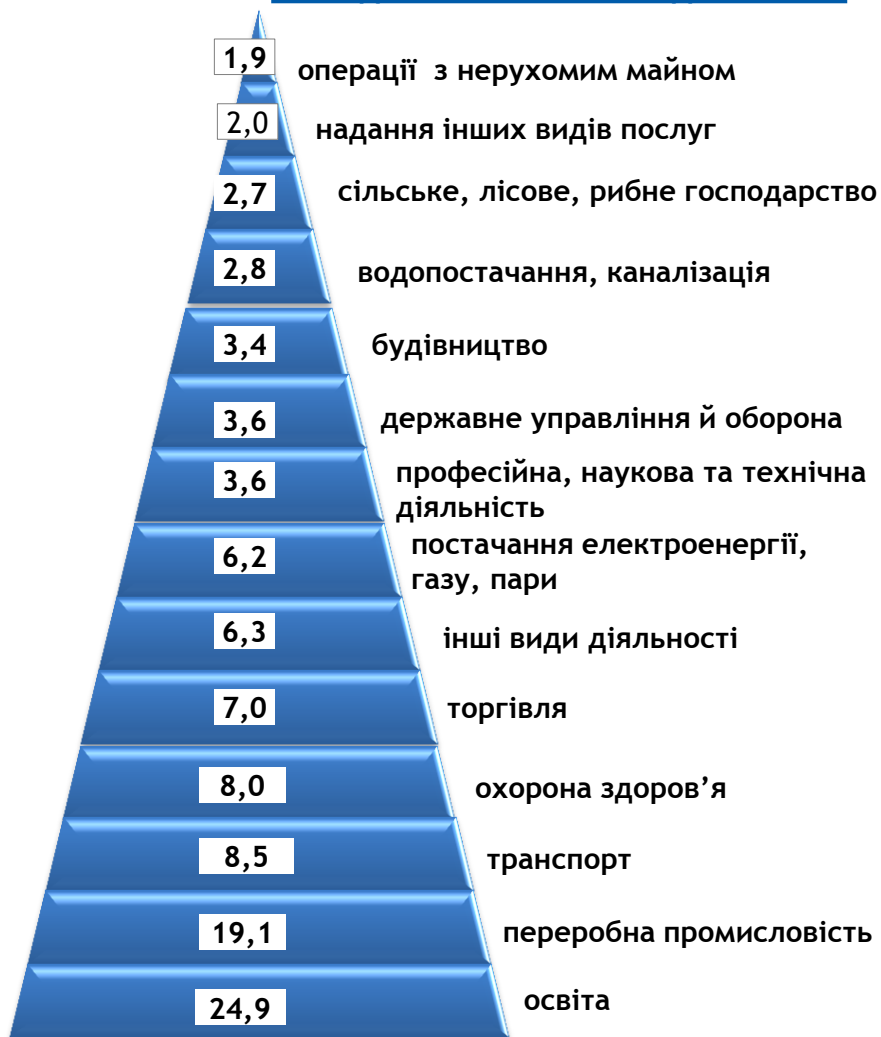 1,9 операції з нерухомим майном
2,0 надання інших видів послуг
2,7 сільське, лісове, рибне господарство
2,8 водопостачання, каналізація
3,4 будівництво
3,6 державне управління й оборона
3,6 професійна, наукова та технічна
діяльність
6,2 постачання електроенергії,
газу, пари
6,3 інші види діяльності
7,0 торгівля
8,0 охорона здоров’я
8,5 транспорт
19,1 переробна промисловість
24,9 освіта